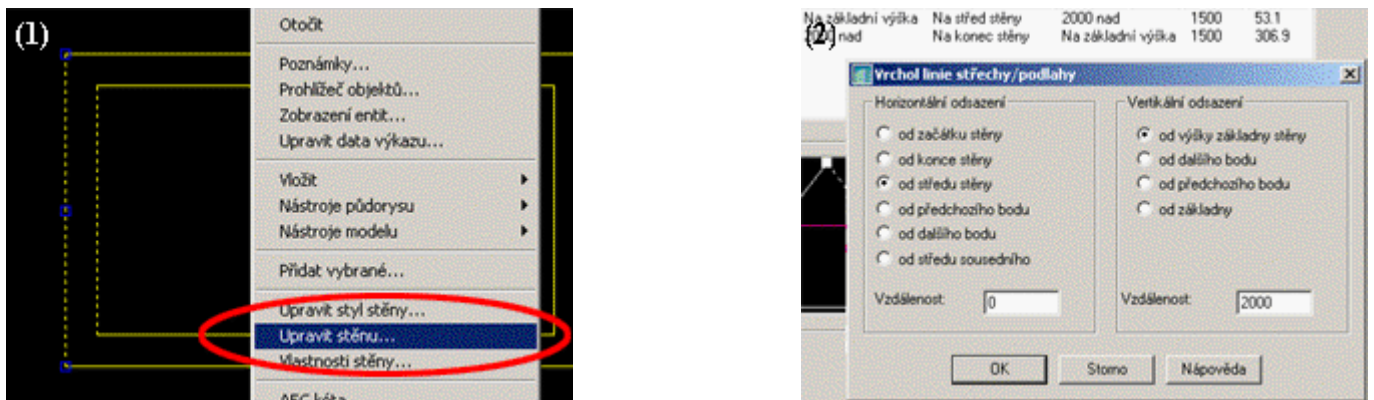 (1)
Otočit
Poznámky...
Prohlížeč objektů...
Zobrazení entit...
Upravit data výkazu...
Vložit
Nástroje půdorysu
Nástroje modelu
Přidat vybrané...
Upravit styl stěny...
Upravit stěnu...
Vlastnosti stěny...
AEC kóta
(2)
Na základní výška Na střed stěny 2000 nad 1500 53.1
nad Na konec stěny Na základní výška 1500 306.9
Vrchol linie střechy/podlahy
Horizontální odsazení
od začátku stěny
od konce stěny
od středu stěny
od předchozího bodu
od dalšího bodu
od středu sousedního
Vzdálenost: 0
Vertikální odsazení
od výšky základny stěny
od dalšího bodu
od předchozího bodu
od základny
Vzdálenost: 2000
OK Storno Nápověda